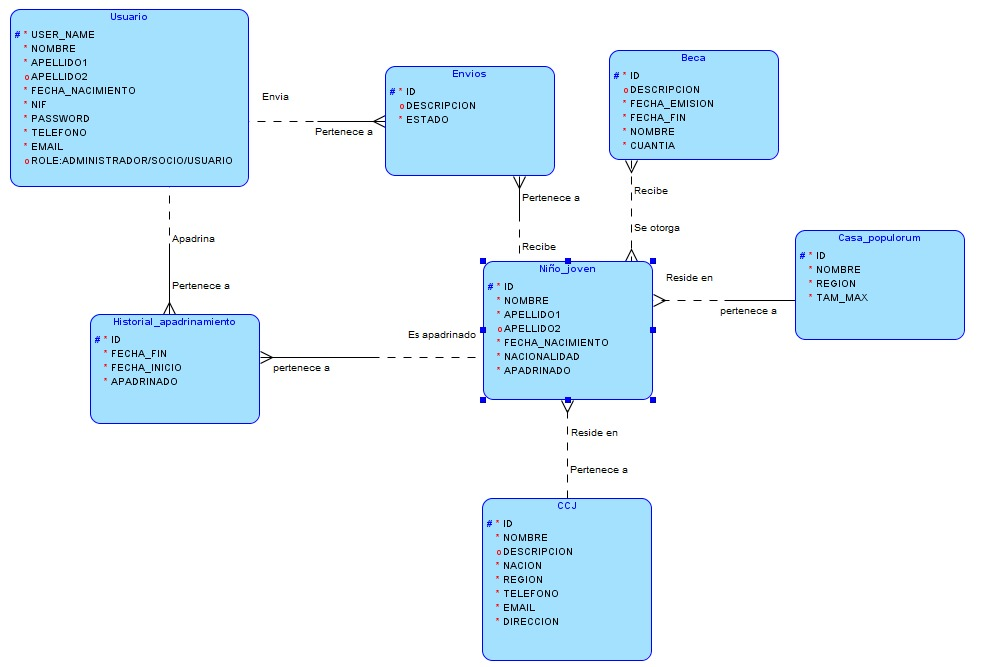 Usuario
# * USER_NAME
* NOMBRE
* APELLIDO1
o APELLIDO2
* FECHA_NACIMIENTO
* NIF
* PASSWORD
* TELEFONO
* EMAIL
o ROLE:ADMINISTRADOR/SOCIO/USUARIO
Envia
Pertenece a
Envios
# * ID
o DESCRIPCION
* ESTADO
Beca
# * ID
o DESCRIPCION
* FECHA_EMISION
* FECHA_FIN
* NOMBRE
* CUANTIA
Pertenece a
Recibe
Recibe
Se otorga
Apadrina
Pertenece a
Casa_populorum
# * ID
* NOMBRE
* REGION
* TAM_MAX
Reside en
pertenece a
Niño_joven
# * ID
* NOMBRE
* APELLIDO1
o APELLIDO2
* FECHA_NACIMIENTO
* NACIONALIDAD
* APADRINADO
Historial_apadrinamiento
# * ID
* FECHA_FIN
* FECHA_INICIO
* APADRINADO
Es apadrinado
pertenece a
Reside en
Pertenece a
CCJ
# * ID
* NOMBRE
o DESCRIPCION
* NACION
* REGION
* TELEFONO
* EMAIL
* DIRECCION